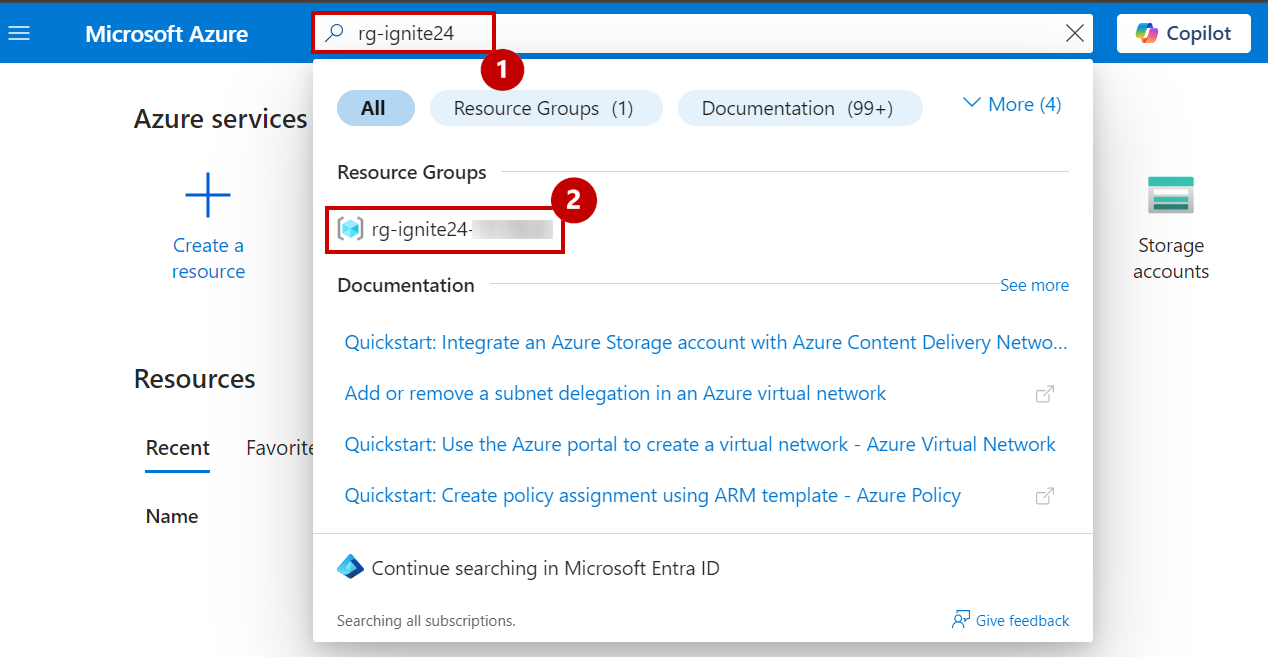 Microsoft Azure
rg-ignite24
Copilot
1
All
Resource Groups (1)
Documentation (99+)
More (4)
Azure services
Resource Groups
2
rg-ignite24-
Create a
resource
Storage
accounts
Documentation
See more
Quickstart: Integrate an Azure Storage account with Azure Content Delivery Netwo...
Resources
Add or remove a subnet delegation in an Azure virtual network
Recent
Favorite
Quickstart: Use the Azure portal to create a virtual network - Azure Virtual Network
Quickstart: Create policy assignment using ARM template - Azure Policy
Name
Continue searching in Microsoft Entra ID
Searching all subscriptions.
Give feedback